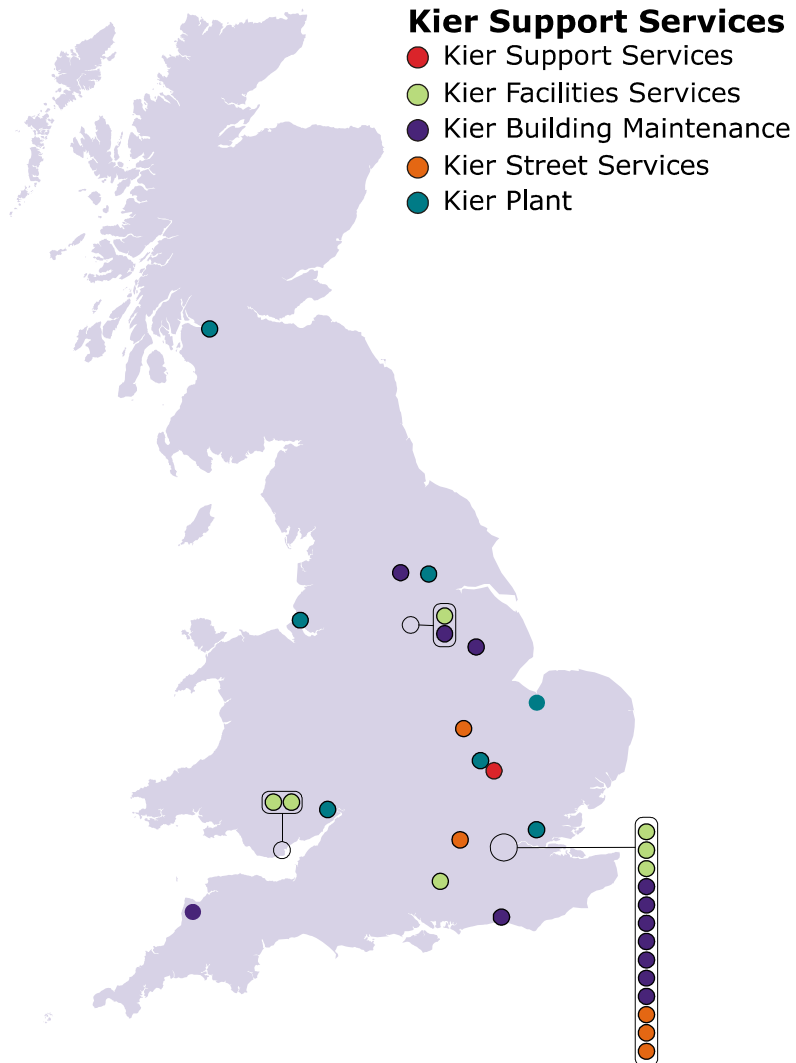 Kier Support Services
Kier Support Services
Kier Facilities Services
Kier Building Maintenance
Kier Street Services
Kier Plant